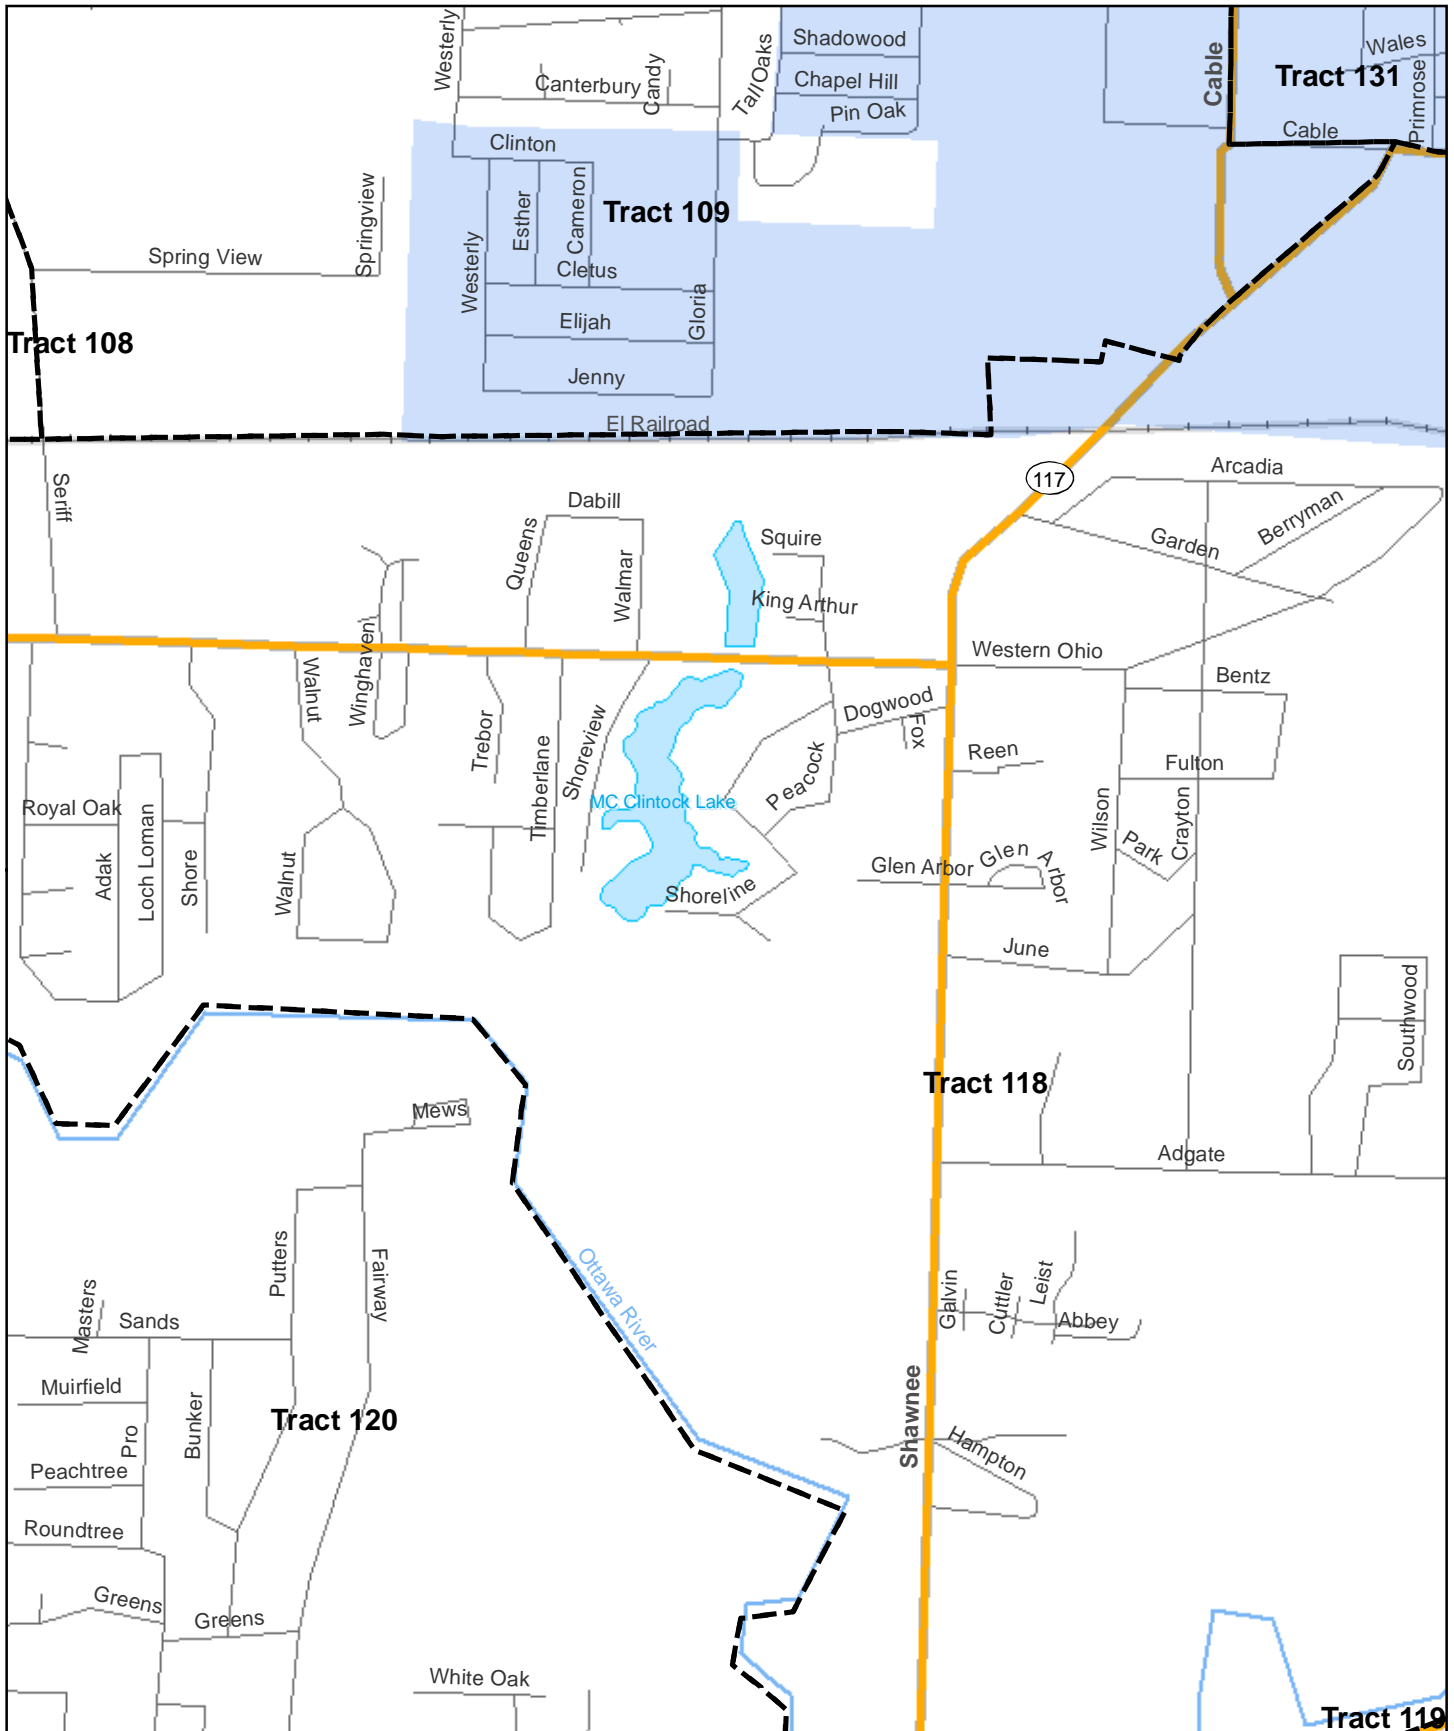 Westerly
Canterbury
Candy
Tall Oaks
Shadowood
Chapel Hill
Pin Oak
Cable
Tract 131
Wales
Primrose
Cable
Clinton
Springview
Spring View
Esther
Cameron
Tract 109
Westerly
Cletus
Gloria
Elijah
Jenny
Tract 108
El Railroad
117
Seriff
Dabill
Queens
Walmar
Squire
King Arthur
Arcadia
Berryman
Garden
Western Ohio
Bentz
Walnut
Winghaven
Trebor
Timberlane
Shoreview
Dogwood
Fox
Reen
Fulton
Peacock
MC Clintock Lake
Royal Oak
Adak
Loch Loman
Shore
Walnut
Wilson
Crayton
Park
Glen Arbor
Glen Arbor
Shoreline
June
Southwood
Tract 118
Mews
Adgate
Putters
Fairway
Ottawa River
Masters
Sands
Galvin
Cuttler
Leist
Abbey
Muirfield
Pro
Bunker
Tract 120
Shawnee
Hampton
Peachtree
Roundtree
Greens
Greens
White Oak
Tract 119